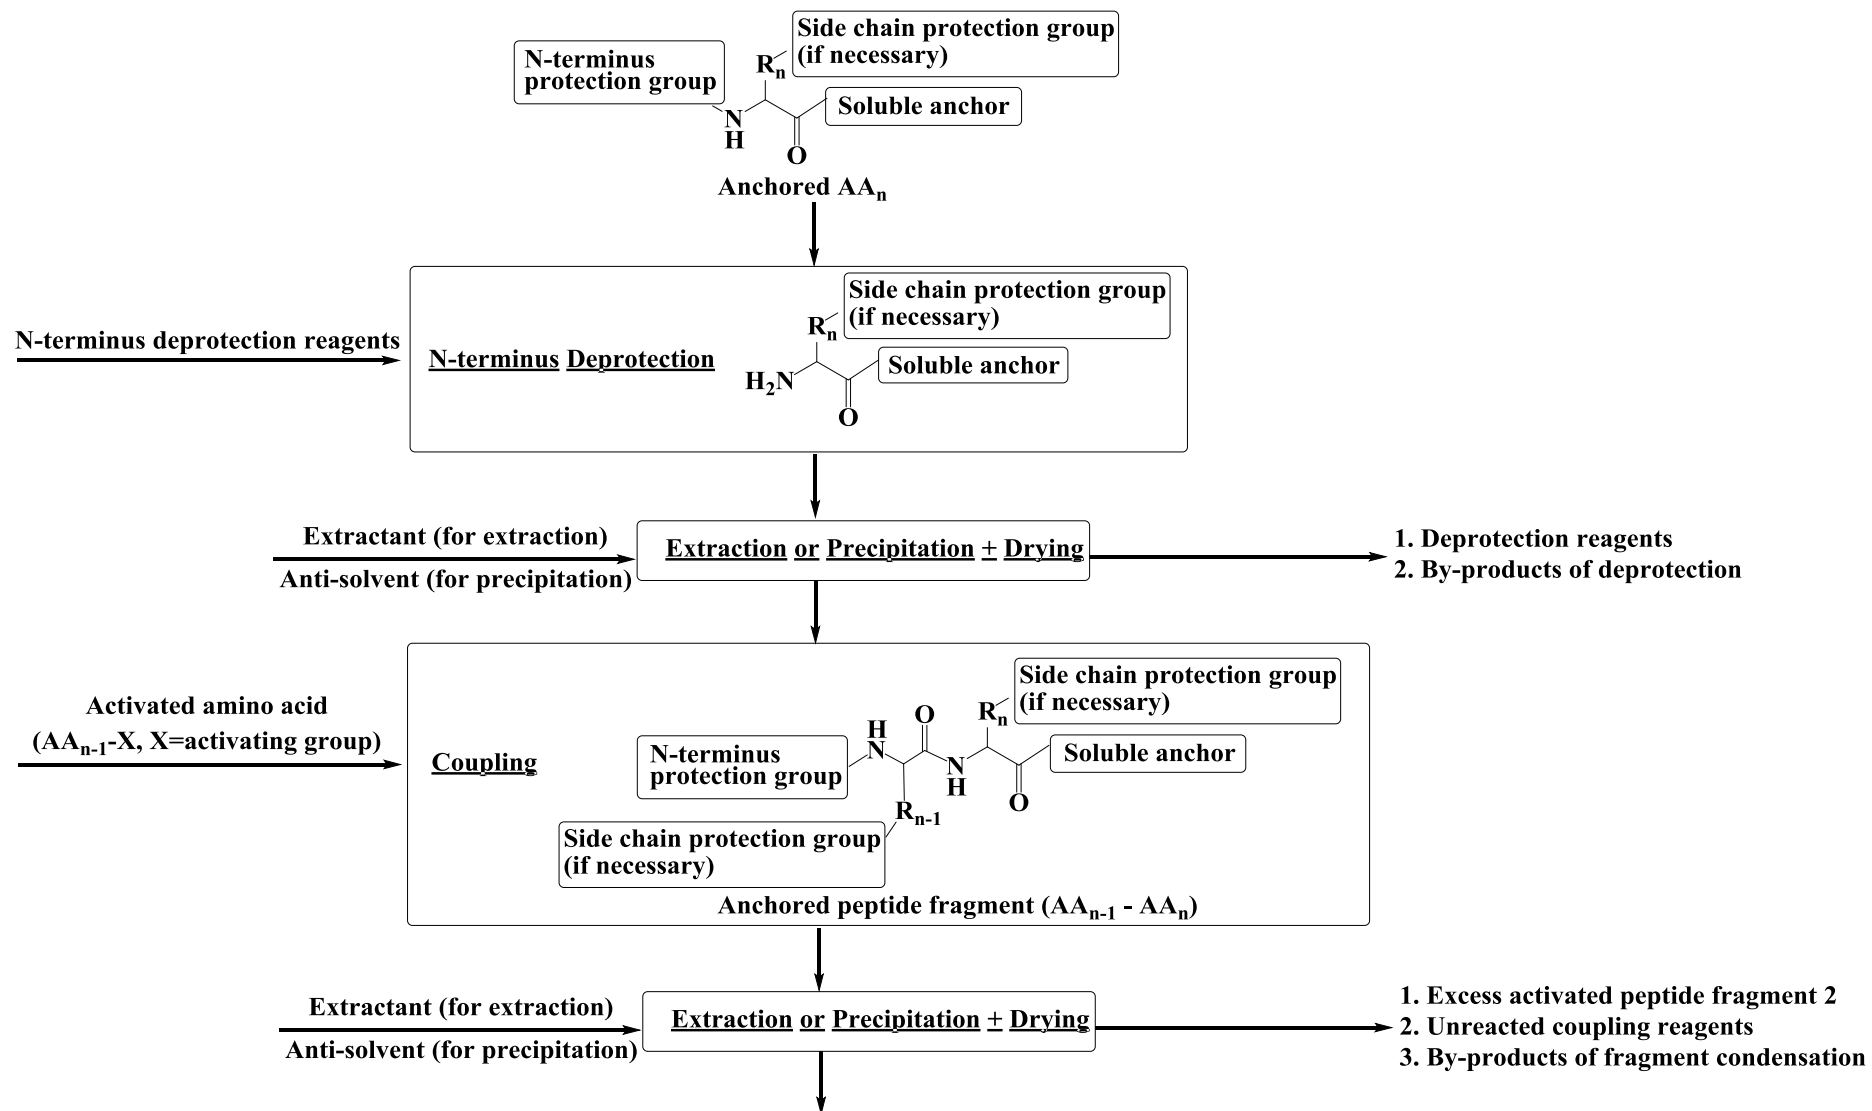 Side chain protection group
(if necessary)
N-terminus
protection group
Rn
Soluble anchor
N
H
O
Anchored AAn
Side chain protection group
(if necessary)
Rn
N-terminus deprotection reagents
N-terminus Deprotection
Soluble anchor
H2N
O
Extractant (for extraction)
Anti-solvent (for precipitation)
Extraction or Precipitation + Drying
1. Deprotection reagents
2. By-products of deprotection
Side chain protection group
(if necessary)
Rn
Activated amino acid
(AAn-1-X, X=activating group)
Coupling
O
H
N
N-terminus
protection group
N
H
Soluble anchor
O
Rn-1
Side chain protection group
(if necessary)
Anchored peptide fragment (AAn-1 - AAn)
Extractant (for extraction)
Anti-solvent (for precipitation)
Extraction or Precipitation + Drying
1. Excess activated peptide fragment 2
2. Unreacted coupling reagents
3. By-products of fragment condensation